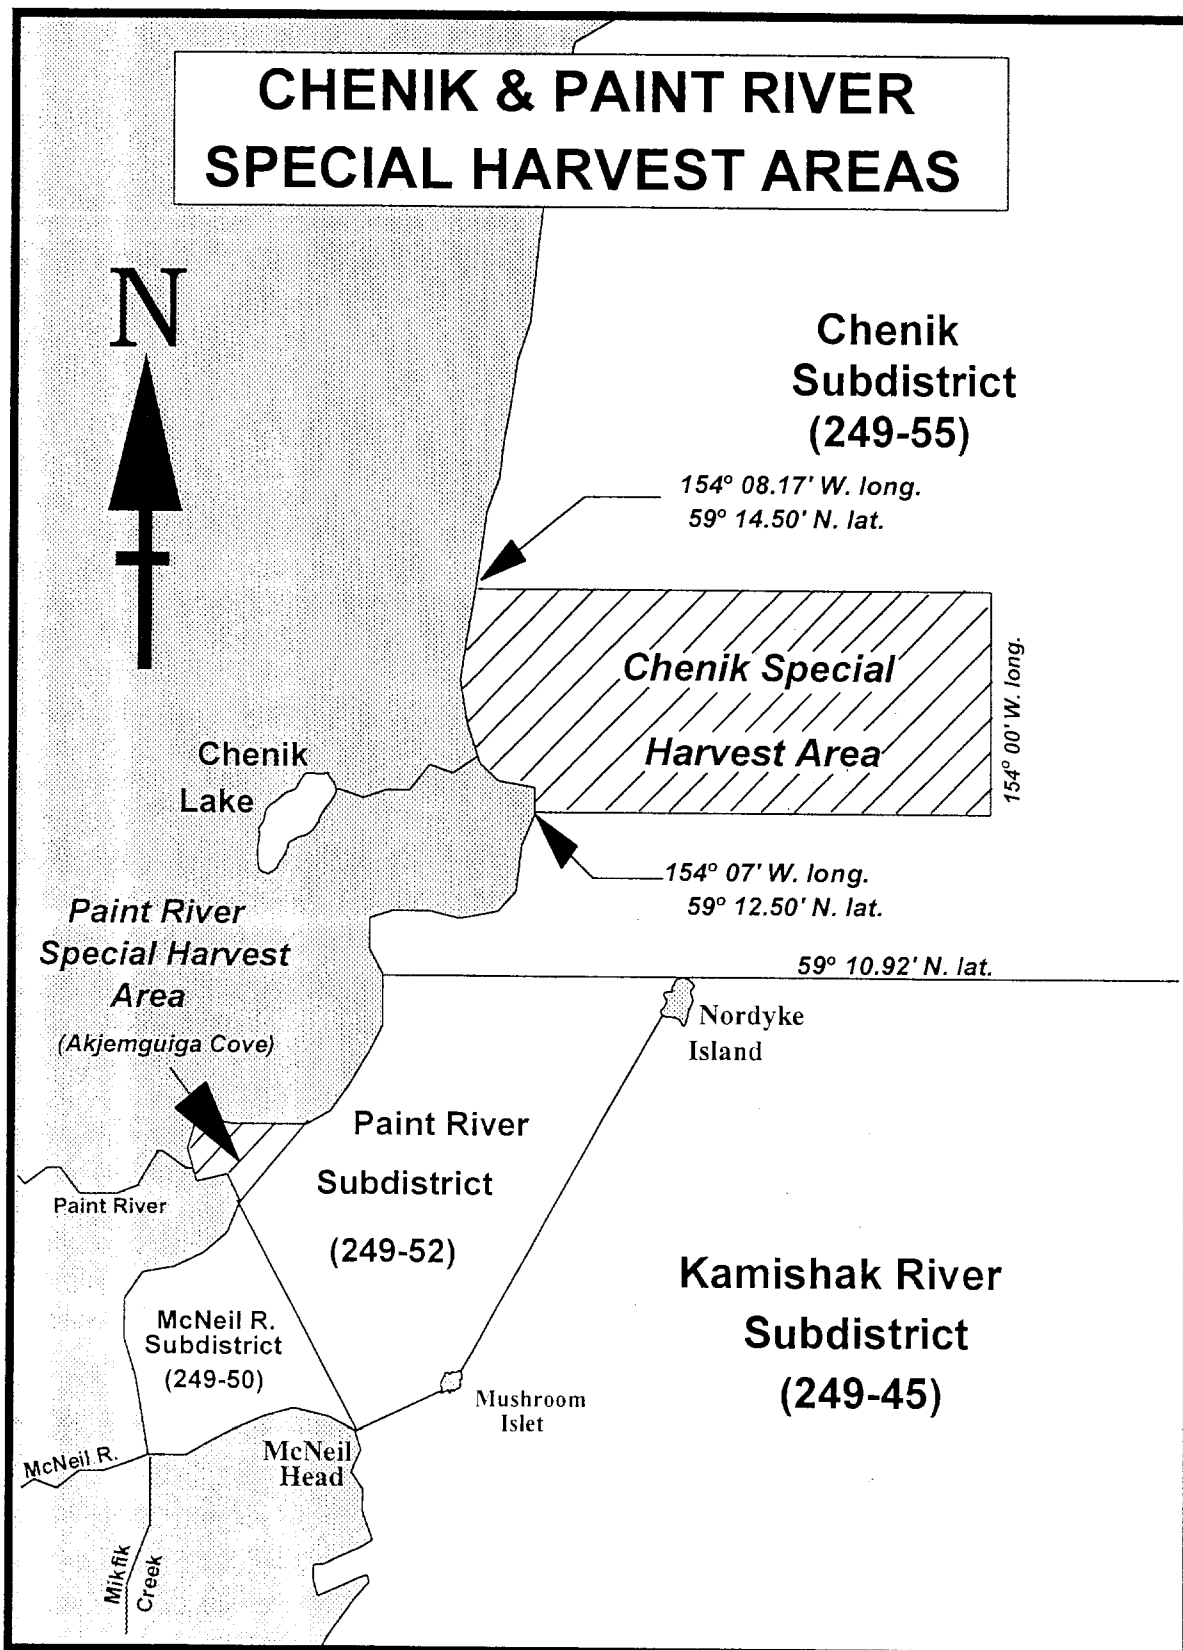 CHENIK & PAINT RIVER
SPECIAL HARVEST AREAS
N
Chenik
Subdistrict
(249-55)
154° 08.17' W. long.
59° 14.50' N. lat.
Chenik Special
Harvest Area
154° 00' W. long.
Chenik
Lake
154° 07' W. long.
59° 12.50' N. lat.
Paint River
Special Harvest
Area
(Akjemguiga Cove)
59° 10.92' N. lat.
Nordyke
Island
Paint River
Subdistrict
(249-52)
Paint River
Kamishak River
Subdistrict
(249-45)
McNeil R.
Subdistrict
(249-50)
Mushroom
Islet
McNeil R.
McNeil
Head
Mikfik
Creek